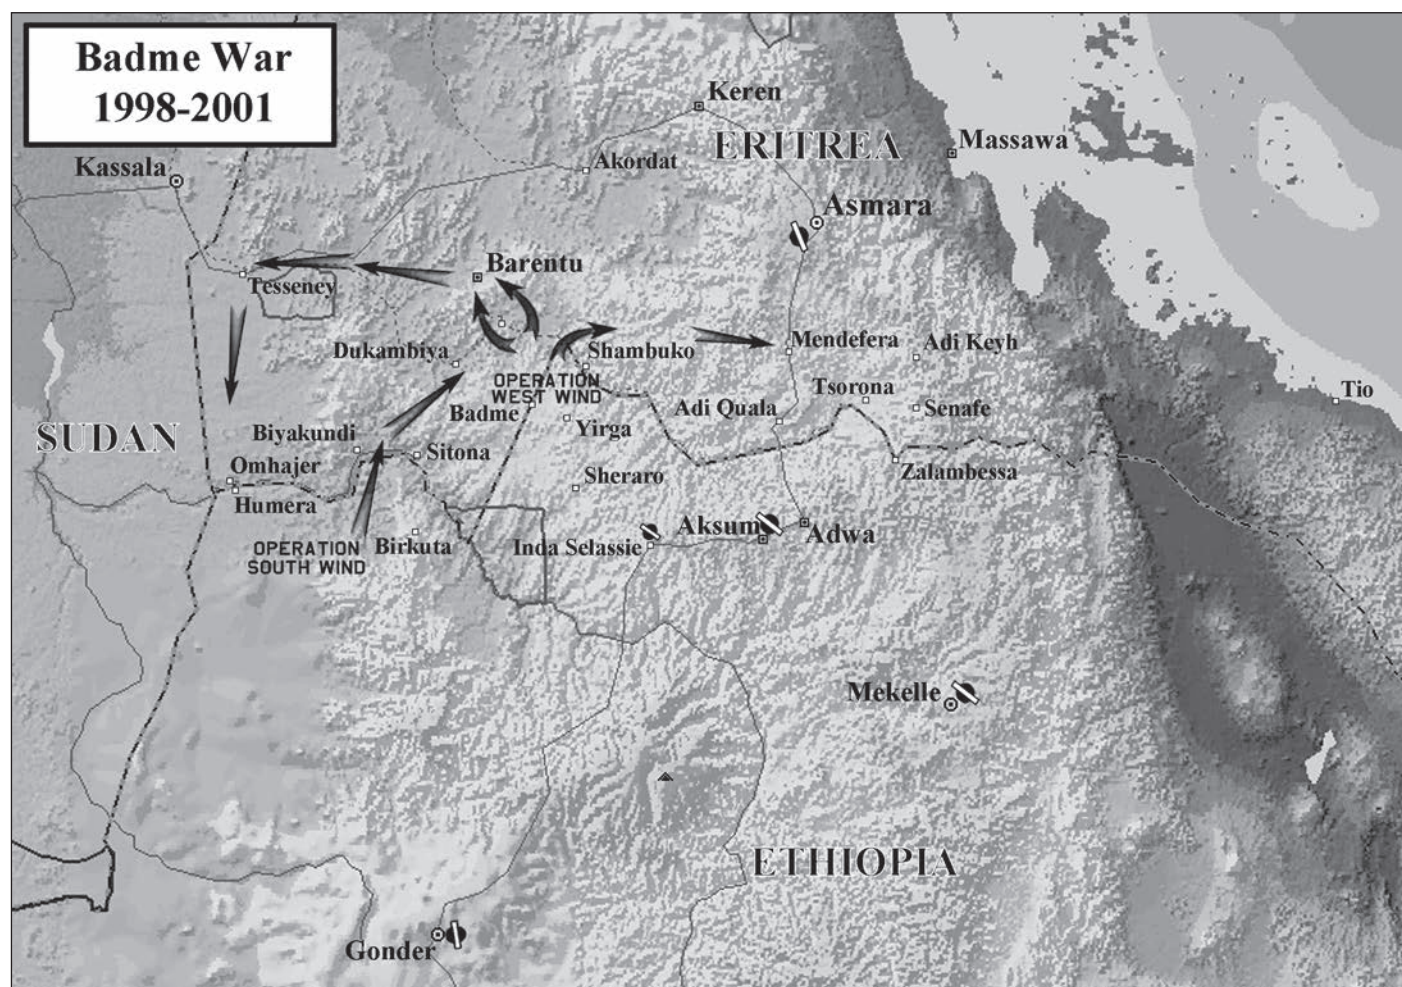 Badme War
1998-2001
Keren
ERITREA
Massawa
Kassala
Akordat
Asmara
Barentu
Tesseney
Dukambiya
Shambuko
Mendefera
Adi Keyh
OPERATION
WEST WIND
Tio
Badme
Yirga
Adi Quala
Tsorona
Senafe
SUDAN
Biyakundi
Sitona
Omhajer
Humera
Sheraro
Zalambessa
OPERATION
SOUTH WIND
Birkuta
Inda Selassie
Aksum
Adwa
Mekelle
ETHIOPIA
Gonder